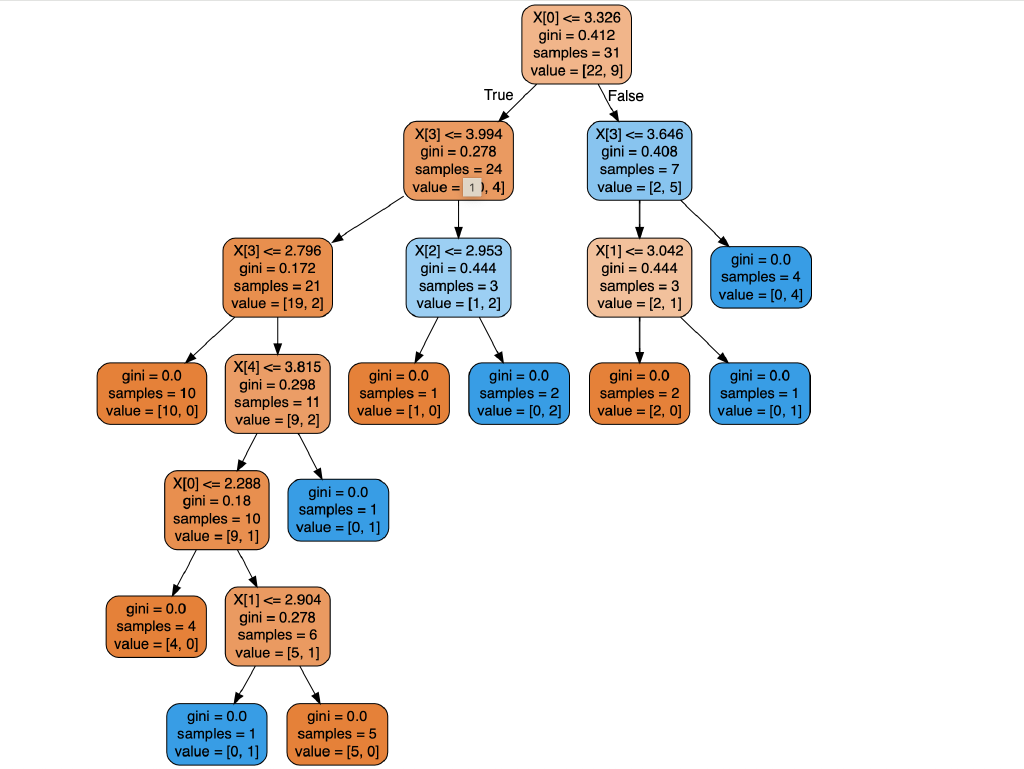 X[0] <= 3.326
gini = 0.412
samples = 31
value = [22, 9]
True
False
X[3] <= 3.994
gini = 0.278
samples = 24
value = 1), 4]
X[3] <= 3.646
gini = 0.408
samples = 7
value = [2, 5]
X[3] <= 2.796
gini = 0.172
samples = 21
value = [19, 2]
X[2] <= 2.953
gini = 0.444
samples = 3
value = [1, 2]
X[1] <= 3.042
gini = 0.444
samples = 3
value = [2, 1]
gini = 0.0
samples = 4
value = [0, 4]
gini = 0.0
samples = 10
value = [10, 0]
X[4] <= 3.815
gini = 0.298
samples = 11
value = [9, 2]
gini = 0.0
samples = 1
value = [1, 0]
gini = 0.0
samples = 2
value = [0, 2]
gini = 0.0
samples = 2
value = [2, 0]
gini = 0.0
samples = 1
value = [0, 1]
X[0] <= 2.288
gini = 0.18
samples = 10
value = [9, 1]
gini = 0.0
samples = 1
value = [0, 1]
gini = 0.0
samples = 4
value = [4, 0]
X[1] <= 2.904
gini = 0.278
samples = 6
value = [5, 1]
gini = 0.0
samples = 1
value = [0, 1]
gini = 0.0
samples = 5
value = [5, 0]